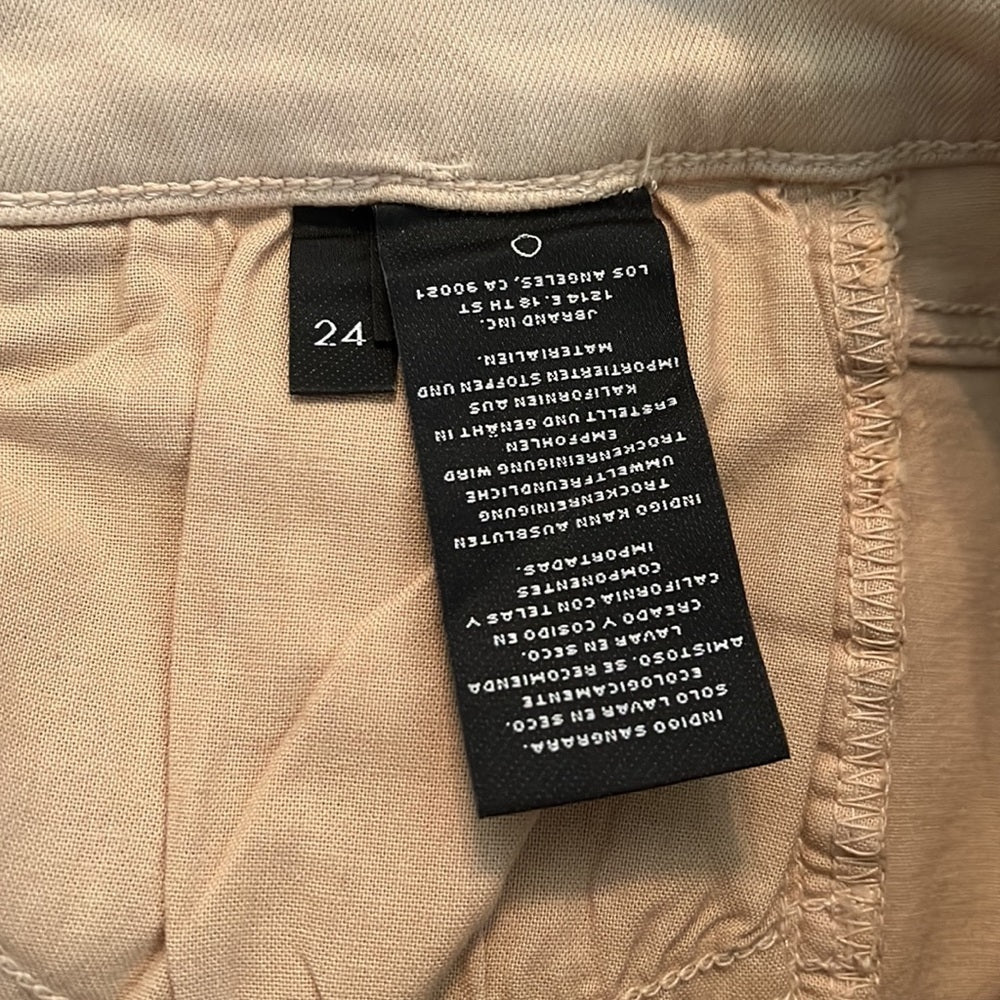 24
INDIGO SANGRARA.
SOLO LAVAR EN SECO.
ECOLOGICAMENTE
AMISTOSO. SE RECOMIENDA
LAVAR EN SECO.
CREADO Y COSIDO EN
CALIFORNIA CON TELAS Y
COMPONENTES
IMPORTADAS.
INDIGO KANN AUSBLUTEN
TROCKENREINIGUNG
UMWELTFREUNDLICHE
TROCKENREINIGUNG WIRD
EMPFOHLEN
ERSTELLT UND GENÄHT IN
KALIFORNIEN AUS
IMPORTIERTEN STOFFEN UND
MATERIALIEN.
JBRAND INC.
1214 E. 18TH ST
LOS ANGELES, CA 90021